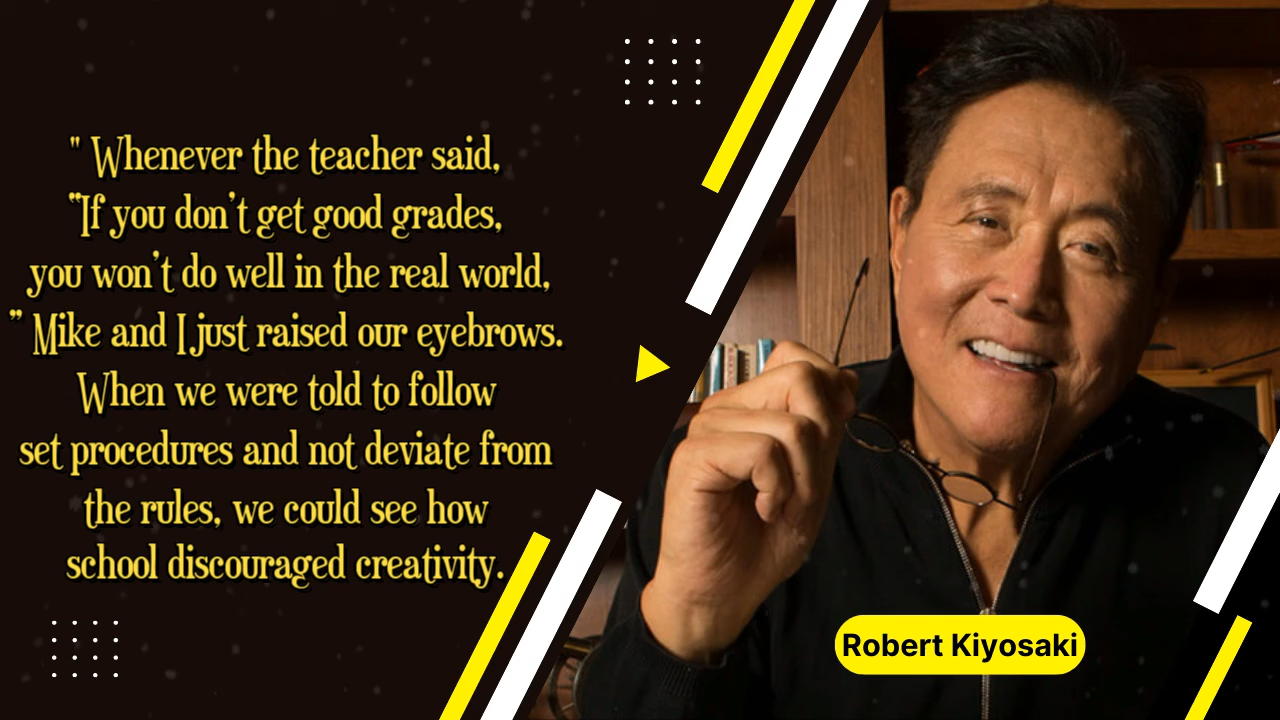 " Whenever the teacher said,
“If you don’t get good grades,
you won’t do well in the real world,
” Mike and I just raised our eyebrows.
When we were told to follow
set procedures and not deviate from
the rules, we could see how
school discouraged creativity.
Robert Kiyosaki